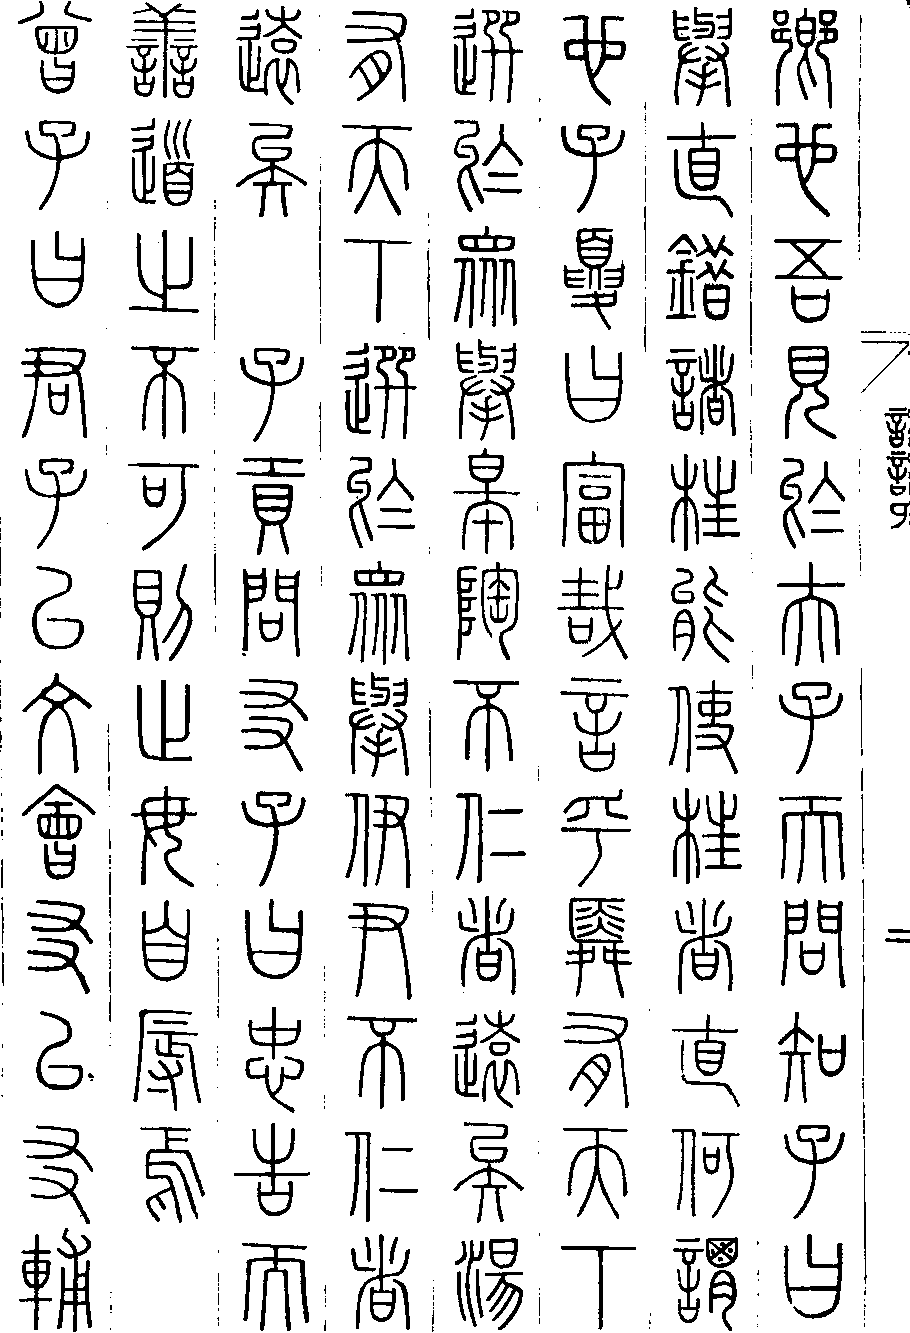 論語
二
鄉也吾見於夫子而問知子曰
舉直錯諸枉能使枉者直何謂
也子夏曰富哉言乎舜有天下
選於眾舉皋陶不仁者遠矣湯
有天下選於眾舉伊尹不仁者
遠矣 子貢問友子曰忠告而
善道之不可則止毋自辱焉
曾子曰君子以文會友以友輔